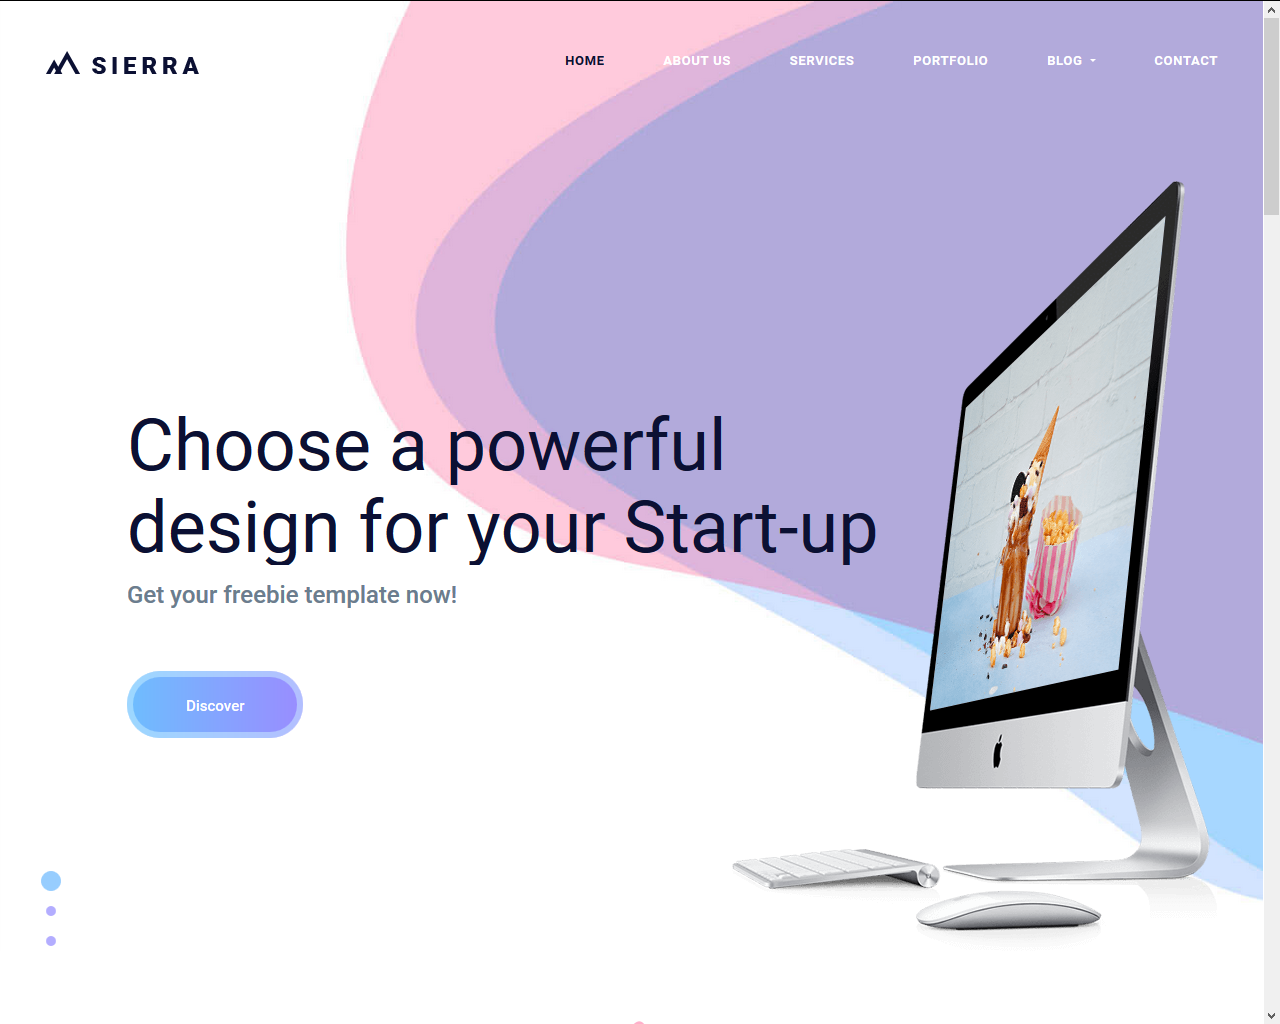 SIERRA
HOME ABOUT US SERVICES PORTFOLIO BLOG CONTACT
Choose a powerful
design for your Start-up
Get your freebie template now!
Discover